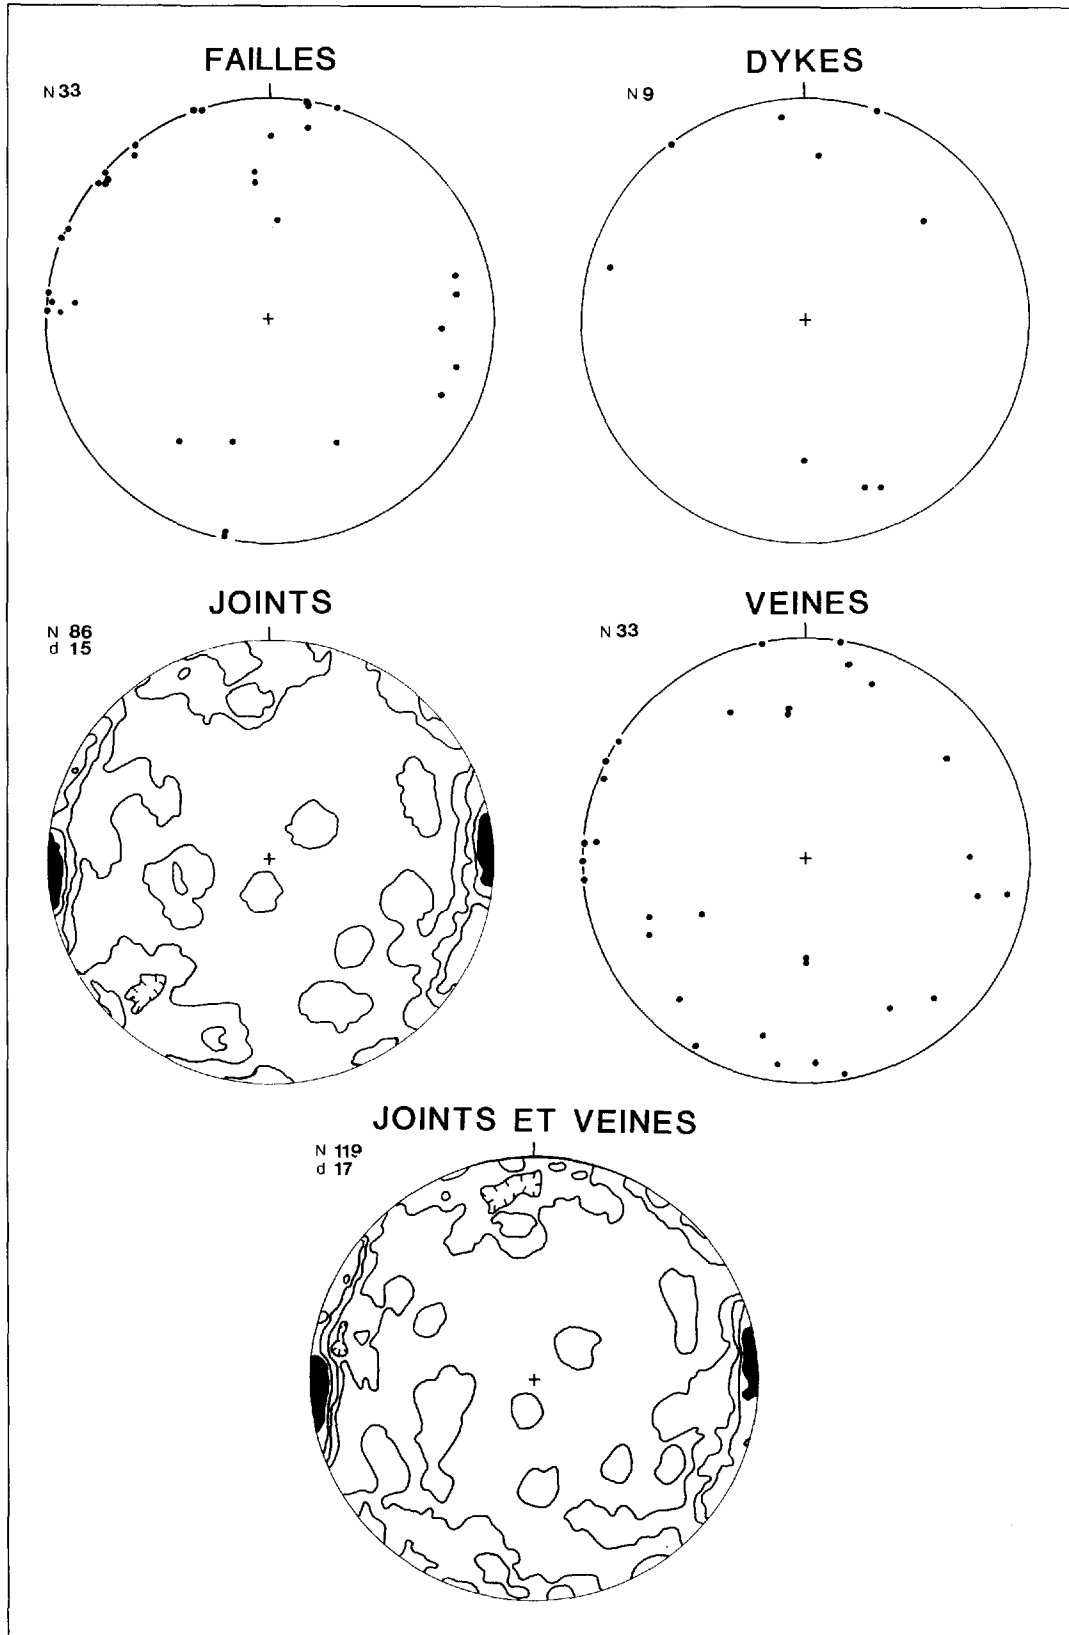 FAILLES
N 33
DYKES
N 9
JOINTS
N 86
d 15
VEINES
N 33
JOINTS ET VEINES
N 119
d 17